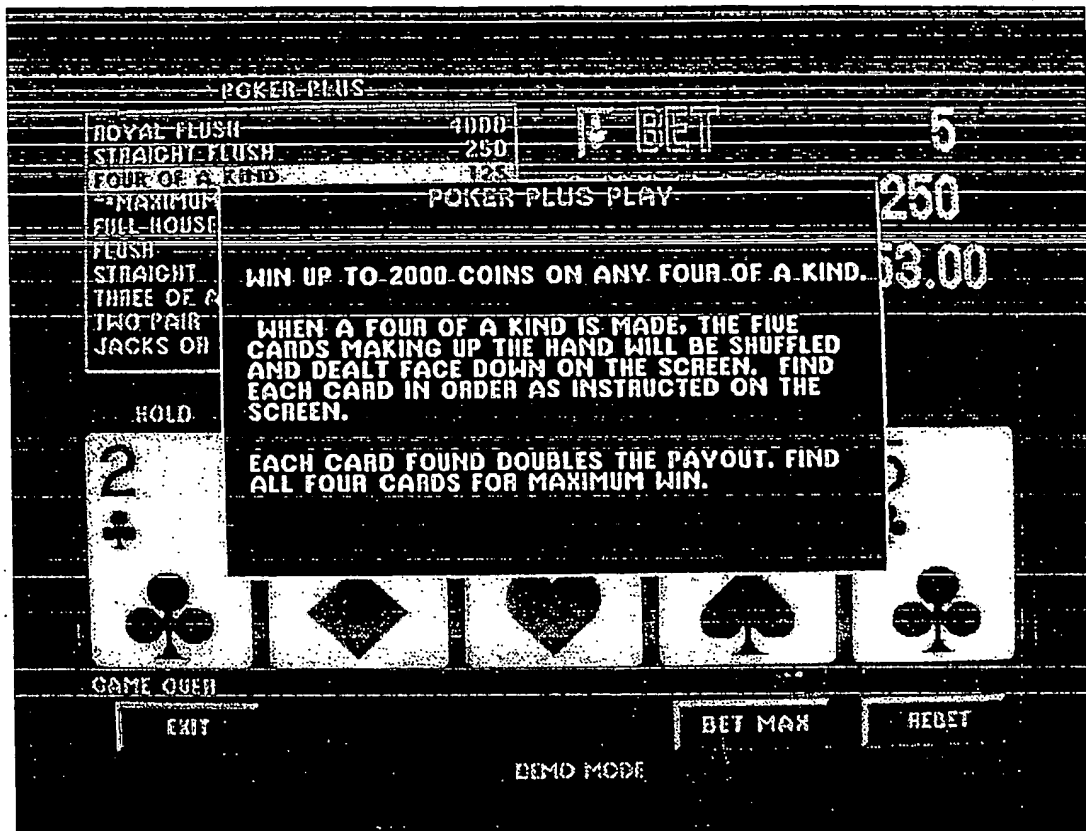 POKER-PLUS
ROYAL FLUSH 4000
STRAIGHT-FLUSH 250
FOUR OF A KIND 125
BET 5
**MAXIMUM
FULL-HOUSE
FLUSH
STRAIGHT
THREE OF A
TWO PAIR
JACKS OR
250
53.00
POKER PLUS PLAY
WIN UP TO 2000 COINS ON ANY FOUR OF A KIND.
WHEN A FOUR OF A KIND IS MADE, THE FIVE
CARDS MAKING UP THE HAND WILL BE SHUFFLED
AND DEALT FACE DOWN ON THE SCREEN. FIND
EACH CARD IN ORDER AS INSTRUCTED ON THE
SCREEN.
EACH CARD FOUND DOUBLES THE PAYOUT. FIND
ALL FOUR CARDS FOR MAXIMUM WIN.
HOLD
2
GAME OVER
EXIT
BET MAX
REBET
DEMO MODE